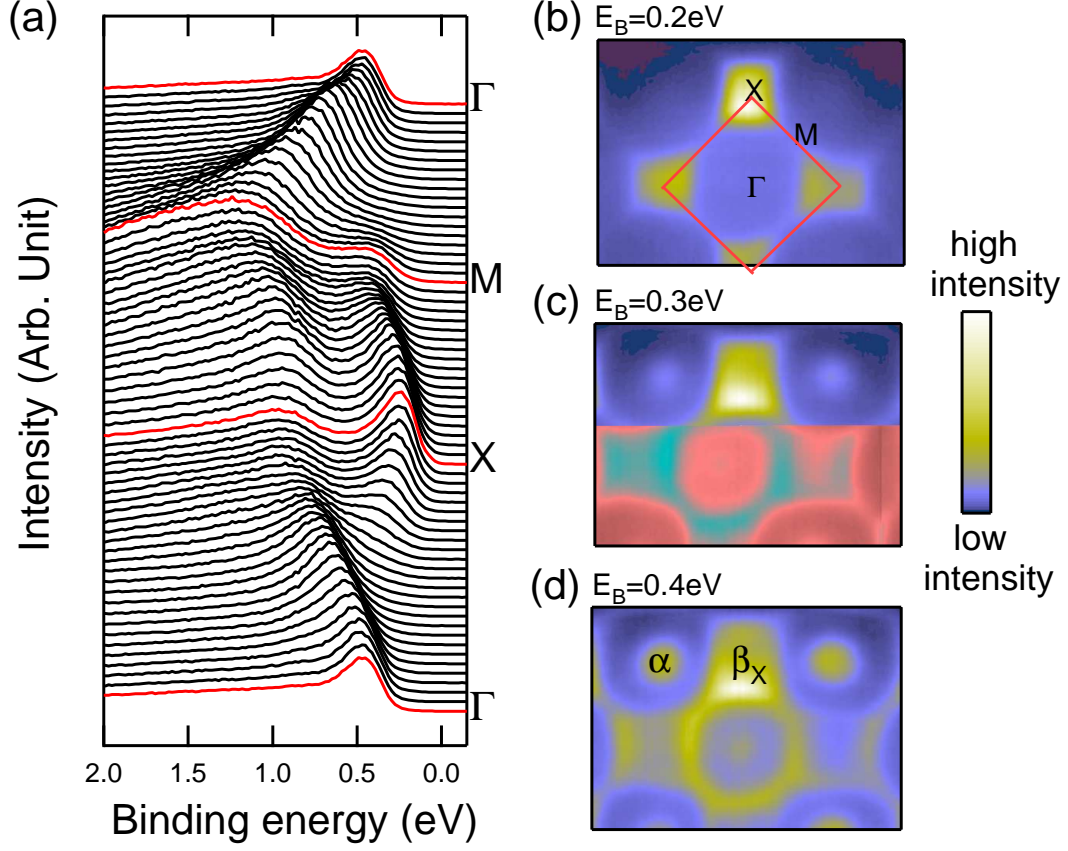 (a)
Intensity (Arb. Unit)
Γ
M
X
Γ
2.0 1.5 1.0 0.5 0.0
Binding energy (eV)
(b) E_B=0.2eV
X
M
Γ
(c) E_B=0.3eV
high
intensity
low
intensity
(d) E_B=0.4eV
α β_X